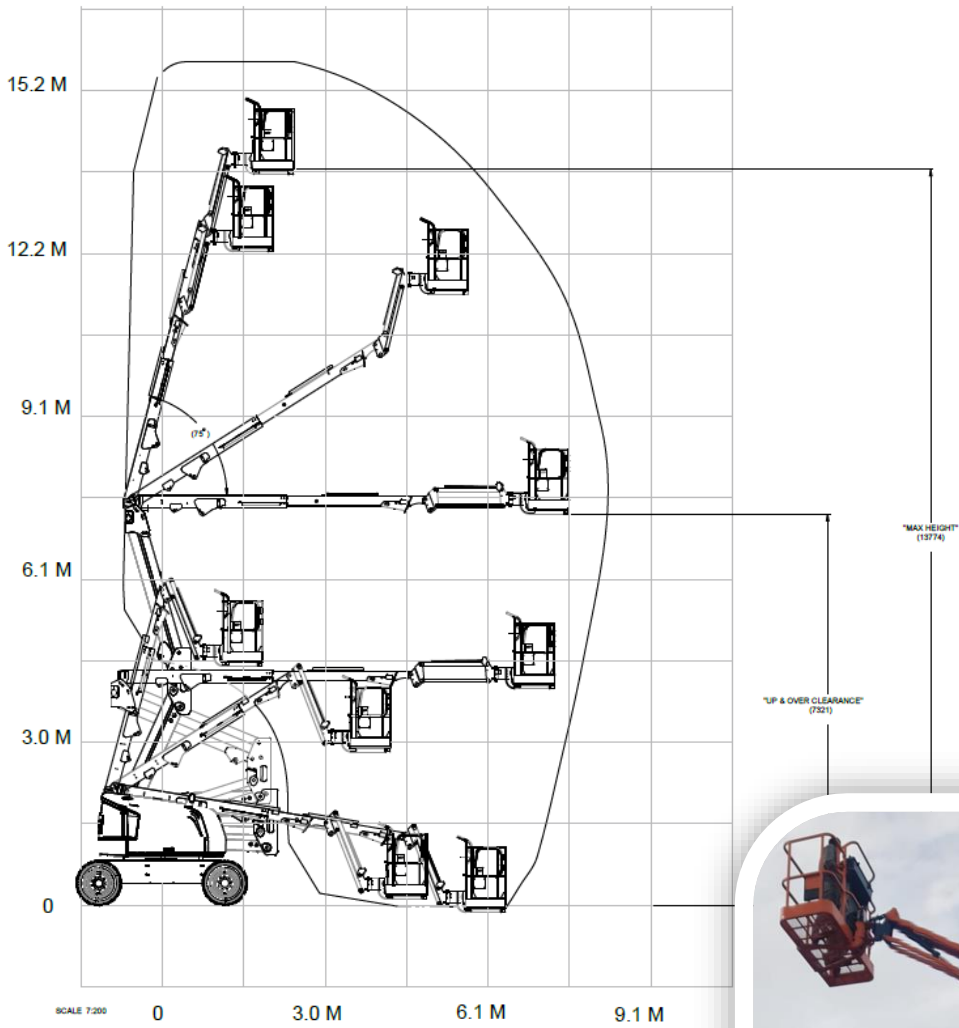 15.2 M
12.2 M
9.1 M
(75°)
"MAX HEIGHT"
(13774)
6.1 M
"UP & OVER CLEARANCE"
(7321)
3.0 M
0
SCALE 7:200
0
3.0 M
6.1 M
9.1 M